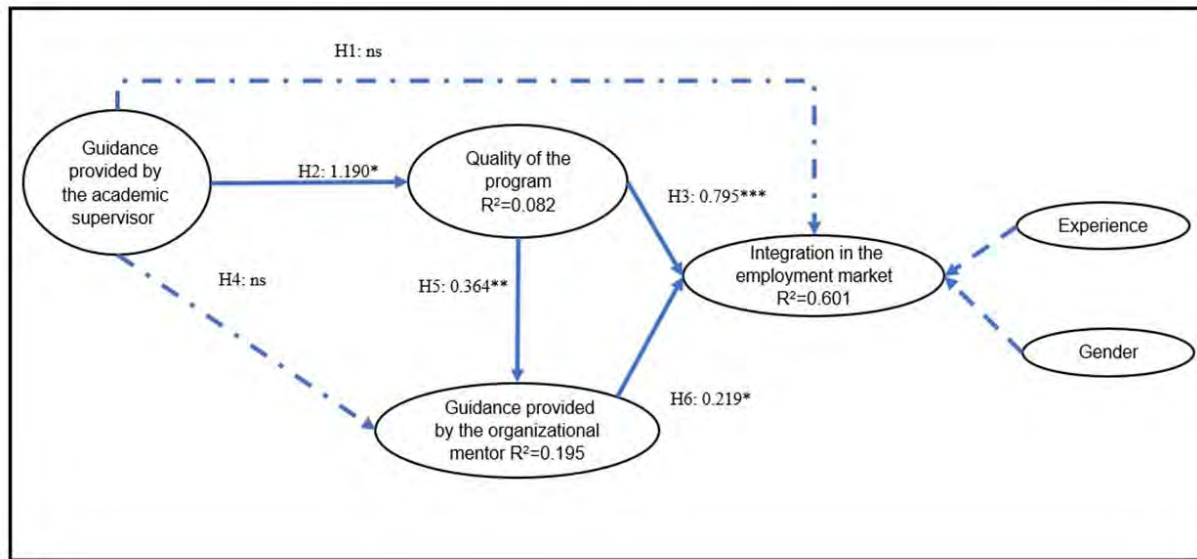 H1: ns
Guidance
provided by
the academic
supervisor
H2: 1.190*
Quality of the
program
R²=0.082
H3: 0.795***
Experience
Integration in the
employment market
R²=0.601
H4: ns
H5: 0.364**
Gender
Guidance provided
by the organizational
mentor R²=0.195
H6: 0.219*